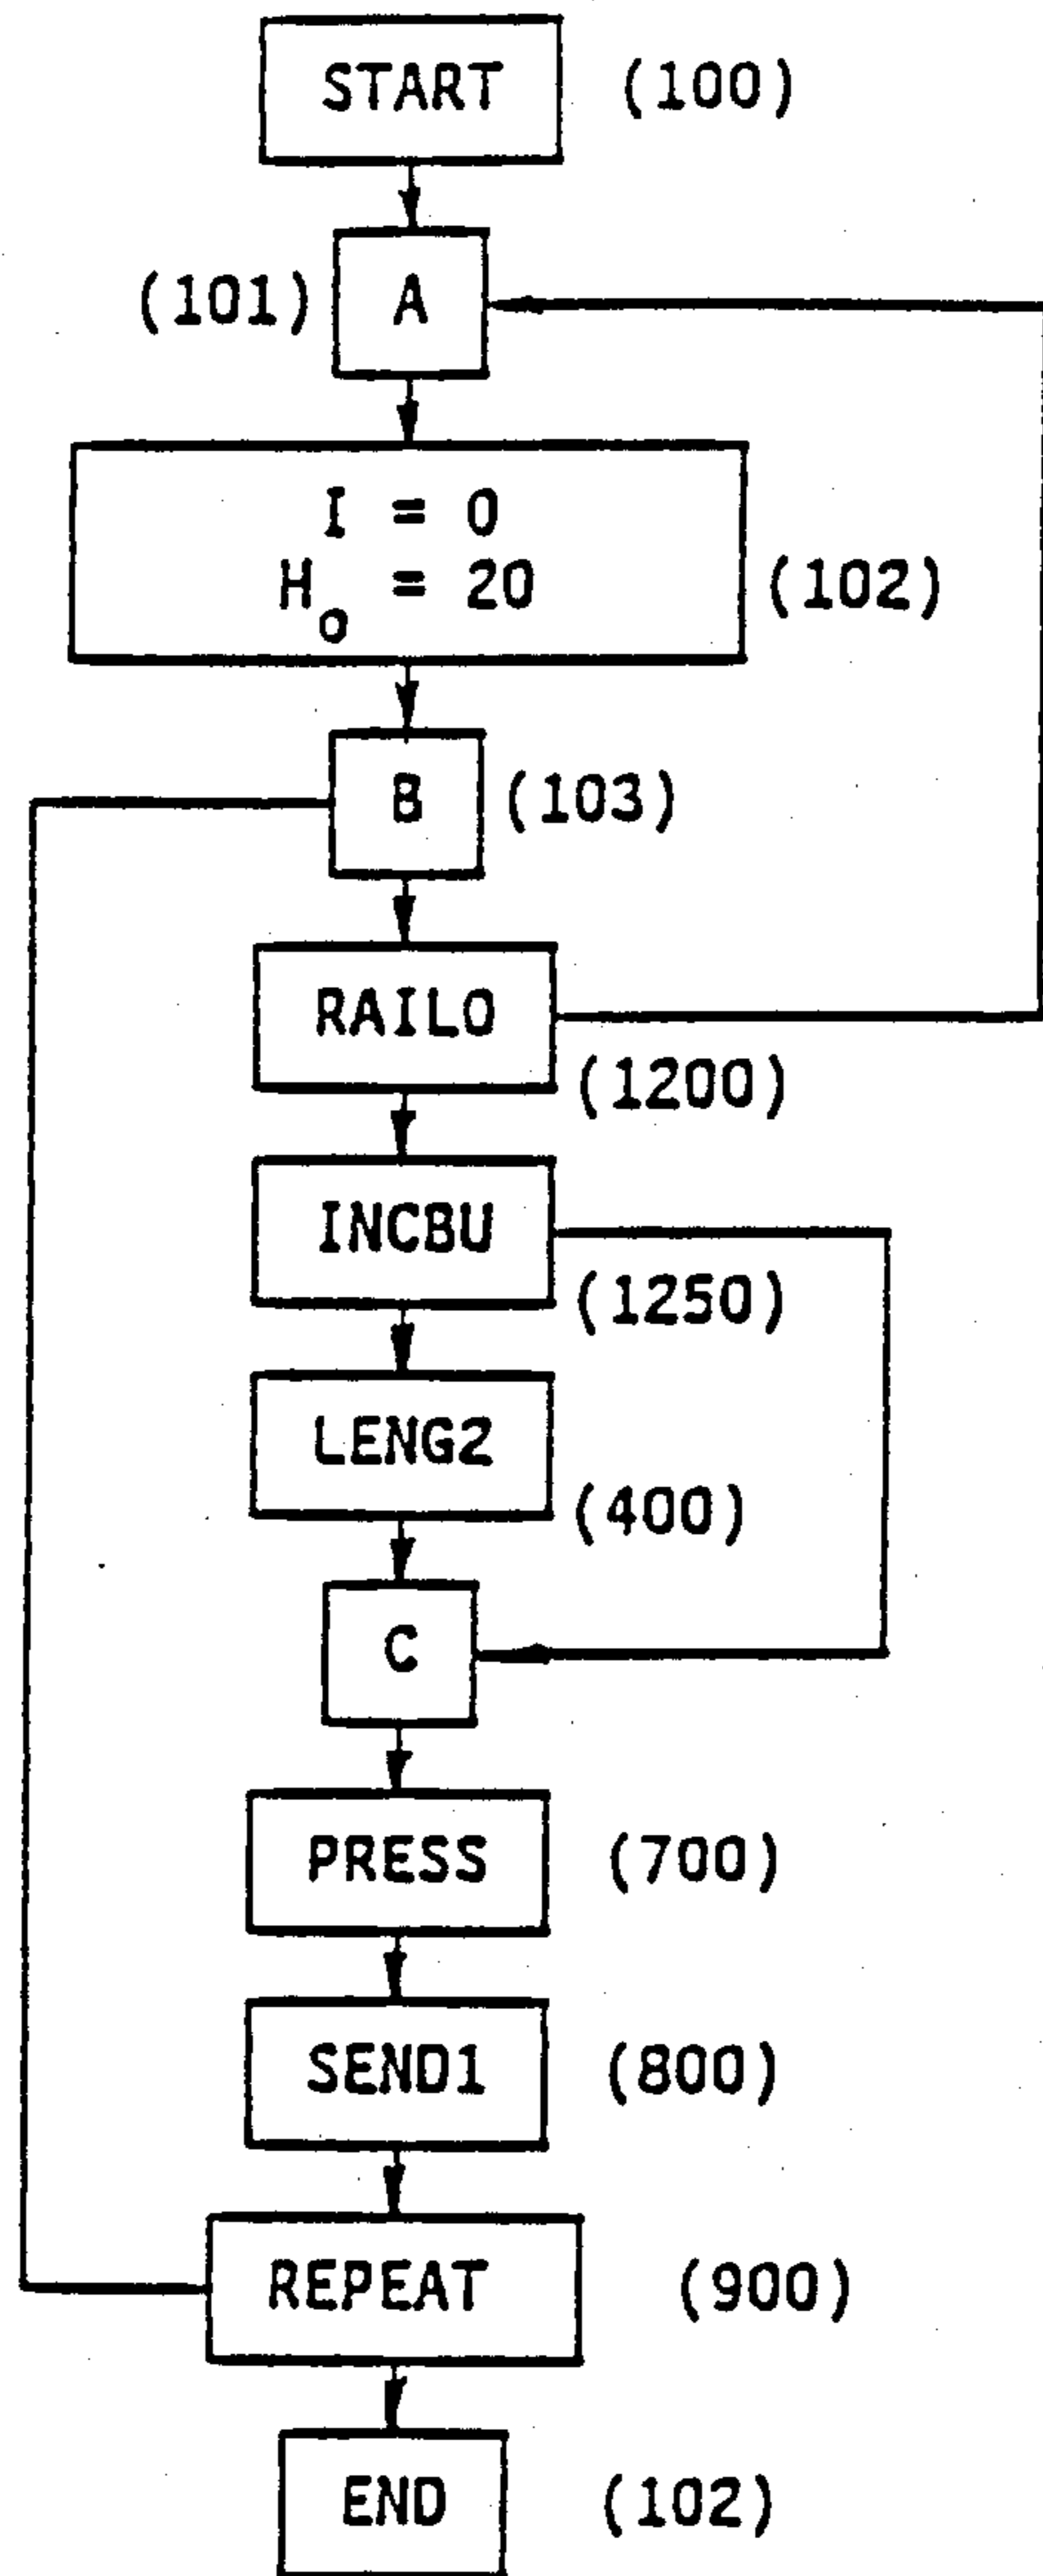 START (100)
(101) A
I = 0
H₀ = 20
(102)
B (103)
RAILO
(1200)
INCBU
(1250)
LENG2
(400)
C
PRESS (700)
SEND1 (800)
REPEAT (900)
END (102)